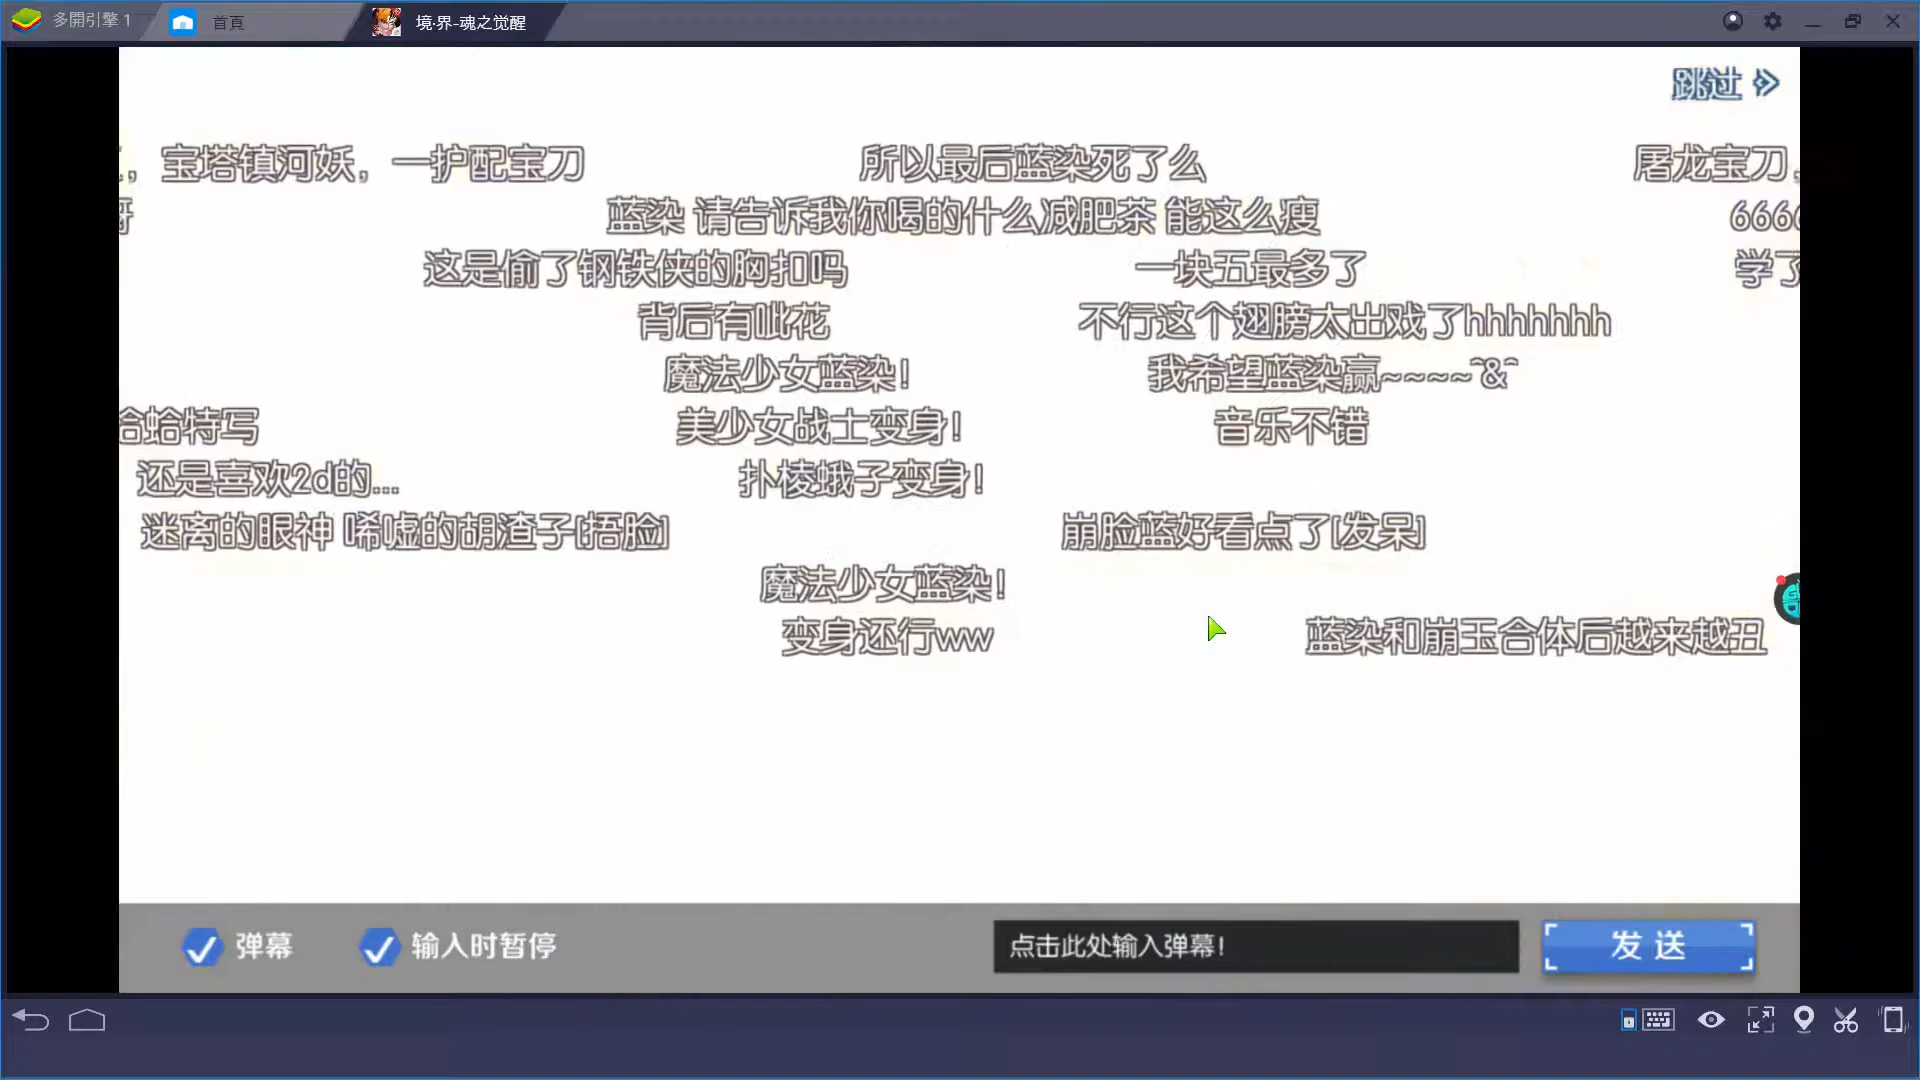 多開引擎 1
首頁
境·界-魂之觉醒
跳过
，宝塔镇河妖，一护配宝刀
所以最后蓝染死了么
屠龙宝刀，
蓝染 请告诉我你喝的什么减肥茶 能这么瘦
666
这是偷了钢铁侠的胸扣吗
一块五最多了
学了
背后有呲花
不行这个翅膀太出戏了hhhhhhh
魔法少女蓝染！
我希望蓝染赢~~~~^&^
蛤特写
美少女战士变身！
音乐不错
还是喜欢2d的...
扑棱蛾子变身！
迷离的眼神 唏嘘的胡渣子[捂脸]
崩脸蓝好看点了[发呆]
魔法少女蓝染！
变身还行ww
蓝染和崩玉合体后越来越丑
弹幕
输入时暂停
点击此处输入弹幕！
发送